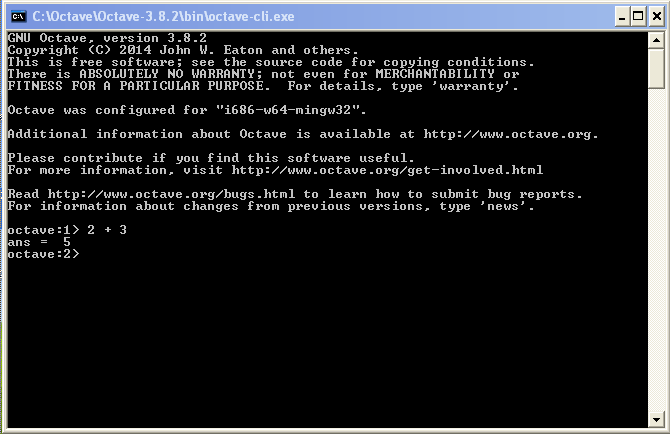 C:\Octave\Octave-3.8.2\bin\octave-cli.exe
GNU Octave, version 3.8.2
Copyright (C) 2014 John W. Eaton and others.
This is free software; see the source code for copying conditions.
There is ABSOLUTELY NO WARRANTY; not even for MERCHANTABILITY or
FITNESS FOR A PARTICULAR PURPOSE.  For details, type 'warranty'.
Octave was configured for "i686-w64-mingw32".
Additional information about Octave is available at http://www.octave.org.
Please contribute if you find this software useful.
For more information, visit http://www.octave.org/get-involved.html
Read http://www.octave.org/bugs.html to learn how to submit bug reports.
For information about changes from previous versions, type 'news'.
octave:1> 2 + 3
ans =  5
octave:2>